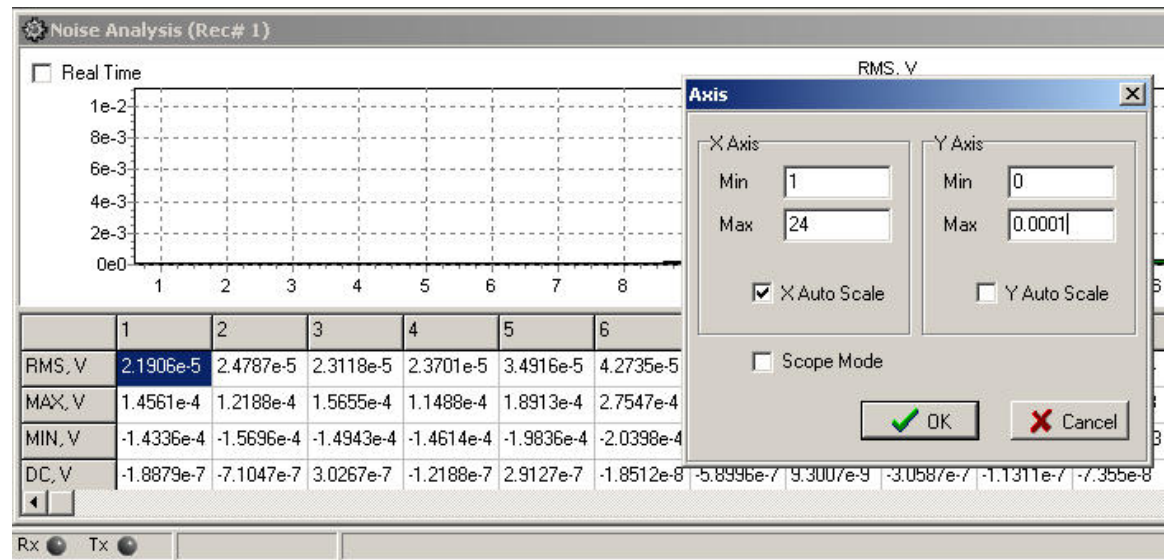 Noise Analysis (Rec# 1)
Real Time
RMS, V
1e-2
8e-3
6e-3
4e-3
2e-3
0e0
1 2 3 4 5 6 7 8
Axis
X Axis
Min 1
Max 24
X Auto Scale
Y Axis
Min 0
Max 0.0001
Y Auto Scale
Scope Mode
OK Cancel
1 2 3 4 5 6
RMS, V 2.1906e-5 2.4787e-5 2.3118e-5 2.3701e-5 3.4916e-5 4.2735e-5
MAX, V 1.4561e-4 1.2188e-4 1.5655e-4 1.1488e-4 1.8913e-4 2.7547e-4
MIN, V -1.4336e-4 -1.5696e-4 -1.4943e-4 -1.4614e-4 -1.9836e-4 -2.0398e-4
DC, V -1.8879e-7 -7.1047e-7 3.0267e-7 -1.2188e-7 2.9127e-7 -1.8512e-8 -5.8996e-7 9.3007e-9 -3.0587e-7 -1.1311e-7 -7.355e-8
Rx Tx